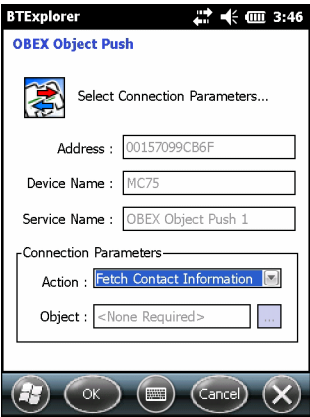 BTExplorer 3:46
OBEX Object Push
Select Connection Parameters...
Address : 00157099CB6F
Device Name : MC75
Service Name : OBEX Object Push 1
Connection Parameters
Action : Fetch Contact Information
Object : <None Required> ...
OK Cancel